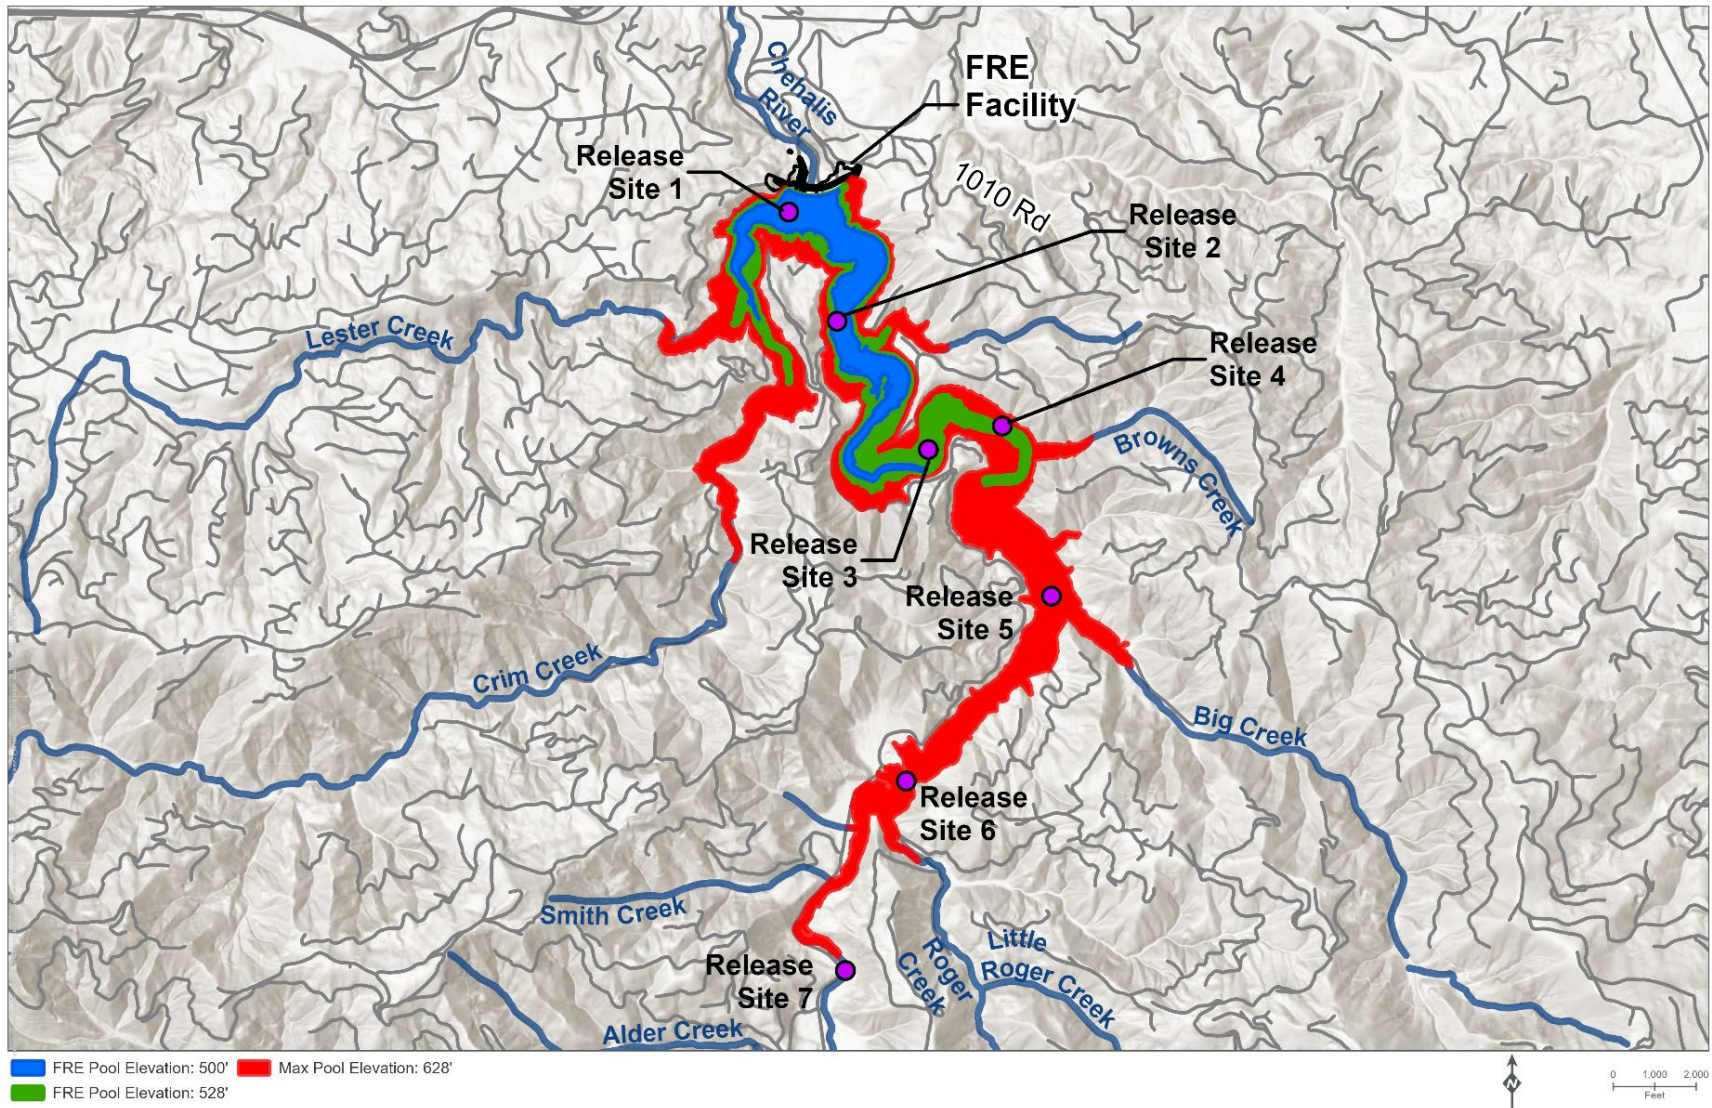 Chehalis
River
FRE
Facility
Release
Site 1
1010 Rd
Release
Site 2
Lester Creek
Release
Site 4
Browns Creek
Release
Site 3
Release
Site 5
Crim Creek
Big Creek
Release
Site 6
Smith Creek
Roger
Creek
Little
Roger Creek
Release
Site 7
Alder Creek
FRE Pool Elevation: 500'
Max Pool Elevation: 628'
FRE Pool Elevation: 528'
N
0 1,000 2,000
Feet